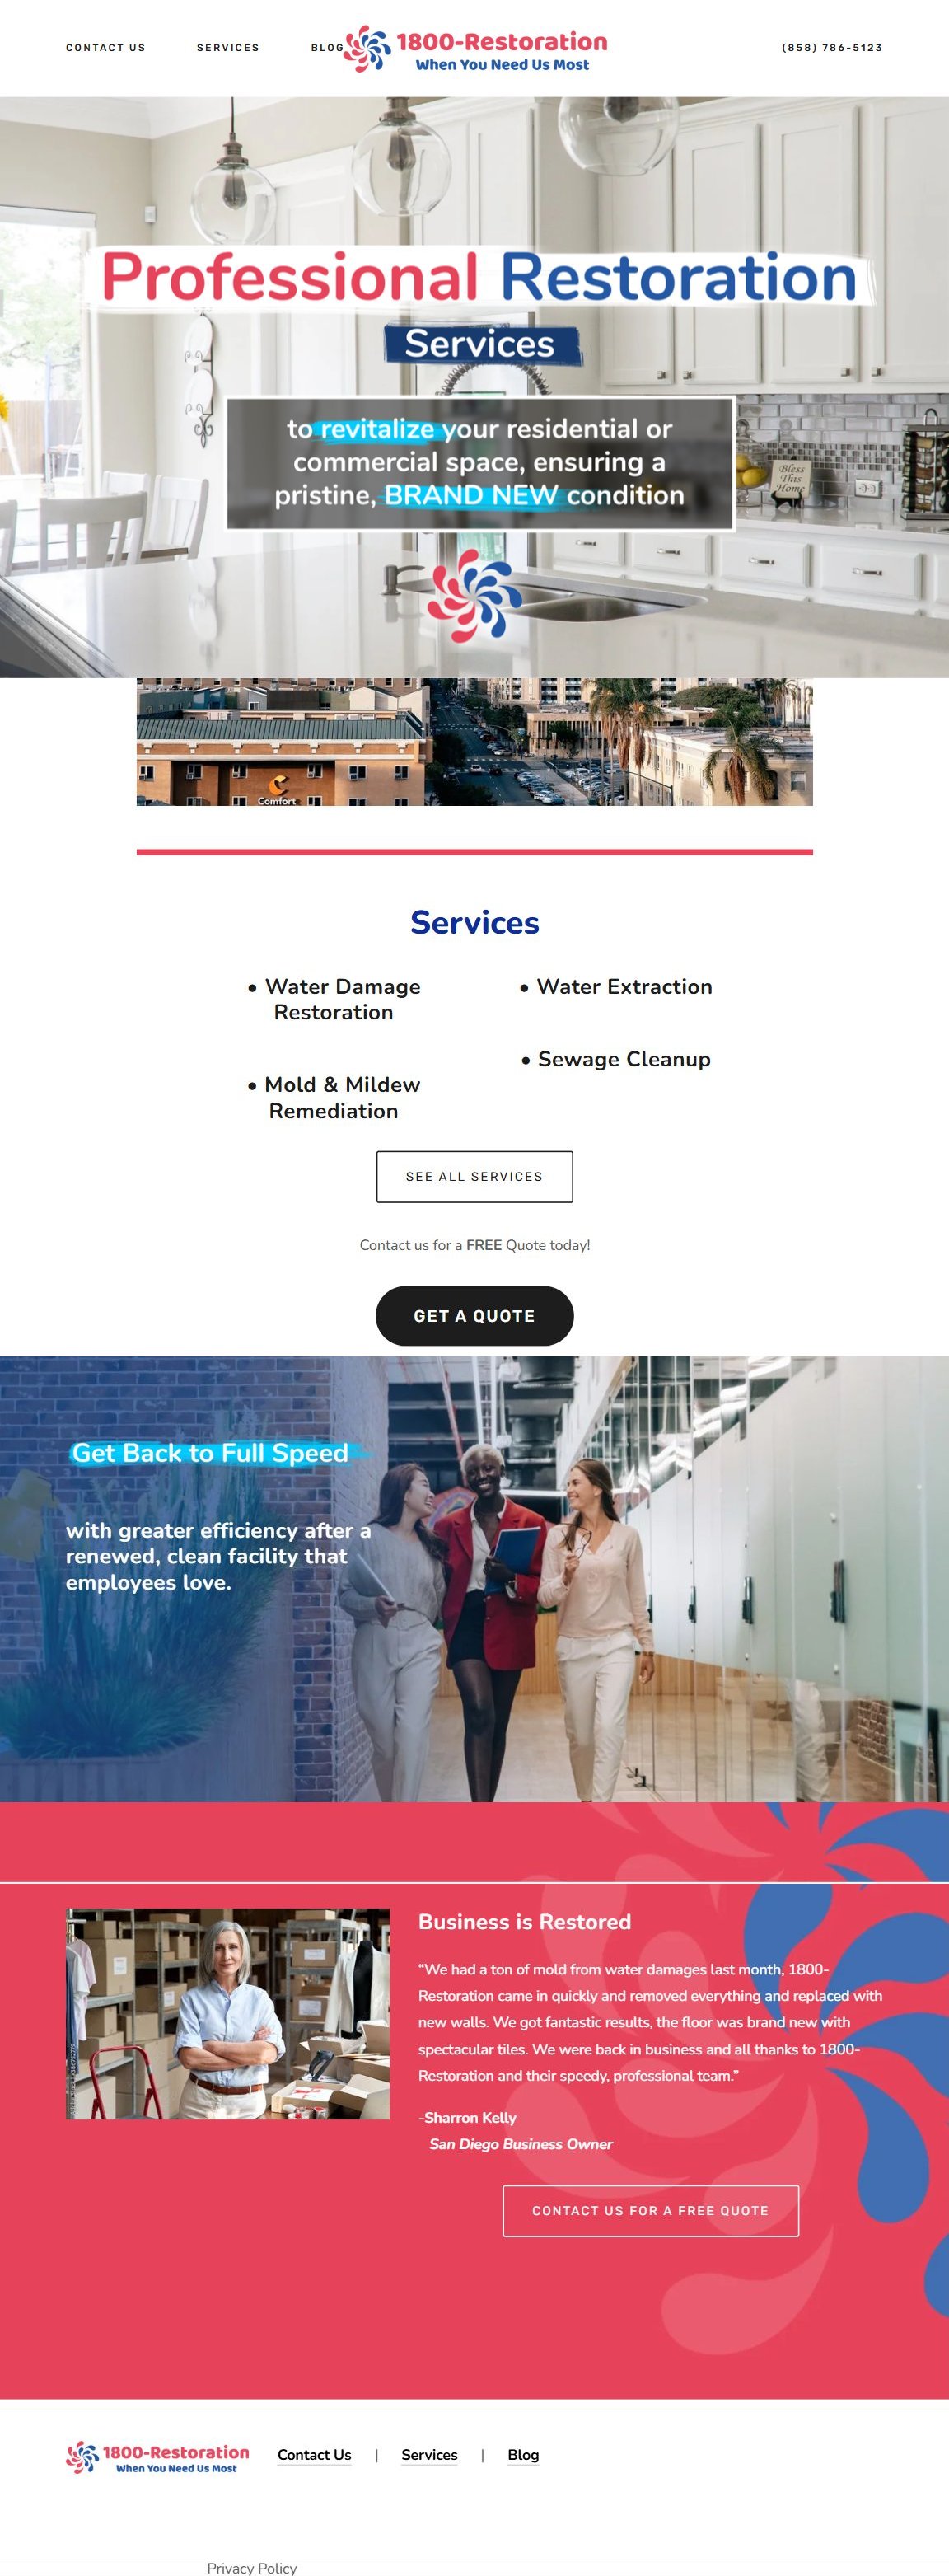 CONTACT US
SERVICES
BLOG
1800-Restoration
When You Need Us Most
(858) 786-5123
Professional Restoration
Services
to revitalize your residential or
commercial space, ensuring a
pristine, BRAND NEW condition
Bless
This
Home
Comfort
Services
• Water Damage
Restoration
• Mold & Mildew
Remediation
• Water Extraction
• Sewage Cleanup
SEE ALL SERVICES
Contact us for a FREE Quote today!
GET A QUOTE
Get Back to Full Speed
with greater efficiency after a
renewed, clean facility that
employees love.
Business is Restored
“We had a ton of mold from water damages last month, 1800-
Restoration came in quickly and removed everything and replaced with
new walls. We got fantastic results, the floor was brand new with
spectacular tiles. We were back in business and all thanks to 1800-
Restoration and their speedy, professional team.”
-Sharron Kelly
San Diego Business Owner
CONTACT US FOR A FREE QUOTE
1800-Restoration
When You Need Us Most
Contact Us
|
Services
|
Blog
Privacy Policy